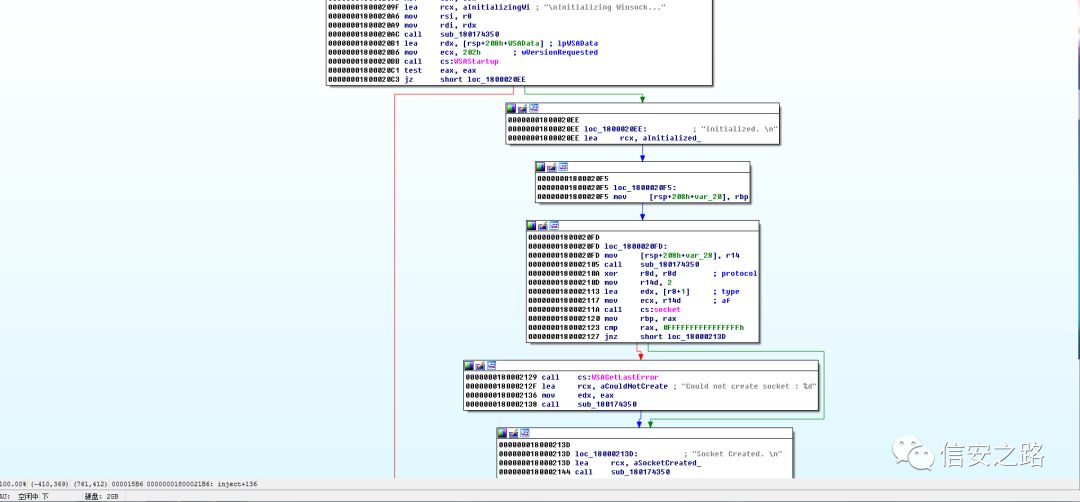 000000018000209F lea rcx, aInitializingWi ; "\nInitializing Winsock..."
00000001800020A6 mov rsi, r8
00000001800020A9 mov rdi, rdx
00000001800020AC call sub_180174350
00000001800020B1 lea rdx, [rsp+208h+WSAData] ; lpWSAData
00000001800020B6 mov ecx, 202h ; wVersionRequested
00000001800020BB call cs:WSAStartup
00000001800020C1 test eax, eax
00000001800020C3 jz short loc_1800020EE
00000001800020EE
00000001800020EE loc_1800020EE: ; "Initialized. \n"
00000001800020EE lea rcx, aInitialized_
00000001800020F5
00000001800020F5 loc_1800020F5:
00000001800020F5 mov [rsp+208h+var_20], rbp
00000001800020FD
00000001800020FD loc_1800020FD:
00000001800020FD mov [rsp+208h+var_28], r14
0000000180002105 call sub_180174350
000000018000210A xor r8d, r8d ; protocol
000000018000210D mov r14d, 2
0000000180002113 lea edx, [r8+1] ; type
0000000180002117 mov ecx, r14d ; af
000000018000211A call cs:socket
0000000180002120 mov rbp, rax
0000000180002123 cmp rax, 0FFFFFFFFFFFFFFFFh
0000000180002127 jnz short loc_18000213D
0000000180002129 call cs:WSAGetLastError
000000018000212F lea rcx, aCouldNotCreate ; "Could not create socket : %d"
0000000180002136 mov edx, eax
0000000180002138 call sub_180174350
000000018000213D
000000018000213D loc_18000213D: ; "Socket Created. \n"
000000018000213D lea rcx, aSocketCreated_
0000000180002144 call sub_180174350
信安之路
100.00% (-410,369) (761,412) 000015B6 00000001800021B6: inject+136
AU: 空闲中 下 硬盘: 2GB